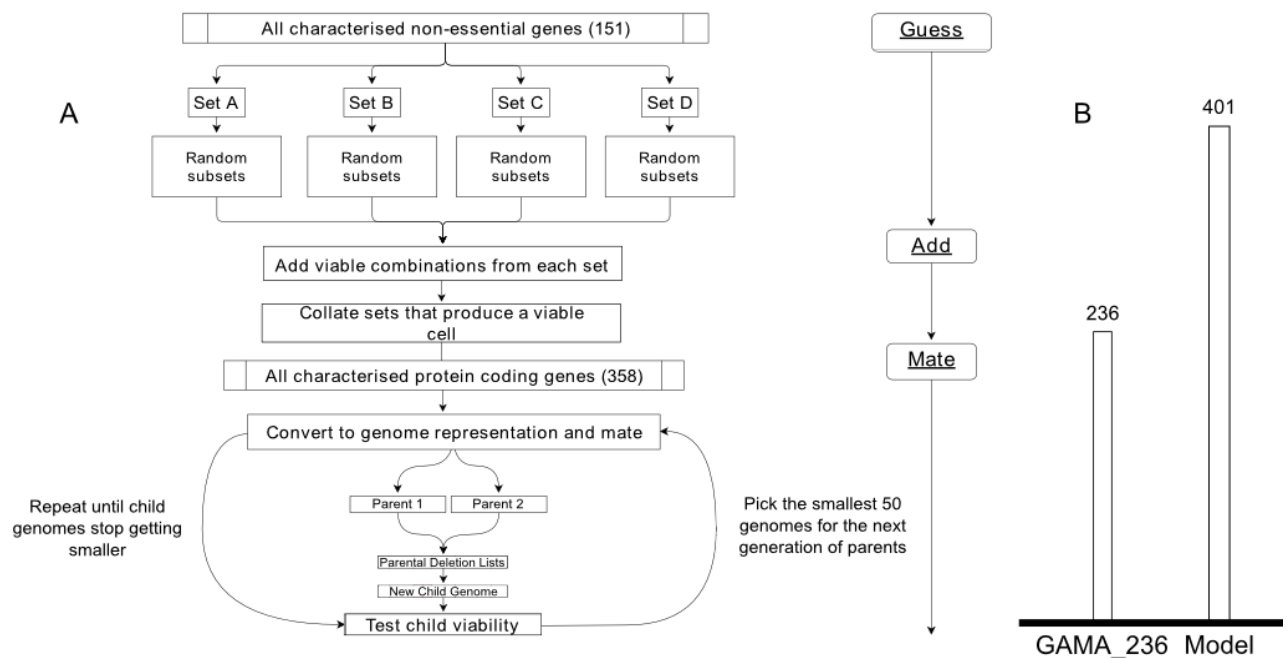 All characterised non-essential genes (151)
Guess
A
Set A
Set B
Set C
Set D
B
401
Random
subsets
Random
subsets
Random
subsets
Random
subsets
Add
Add viable combinations from each set
Collate sets that produce a viable
cell
236
Mate
All characterised protein coding genes (358)
Convert to genome representation and mate
Repeat until child
genomes stop getting
smaller
Parent 1
Parent 2
Pick the smallest 50
genomes for the next
generation of parents
Parental Deletion Lists
New Child Genome
Test child viability
GAMA_236
Model